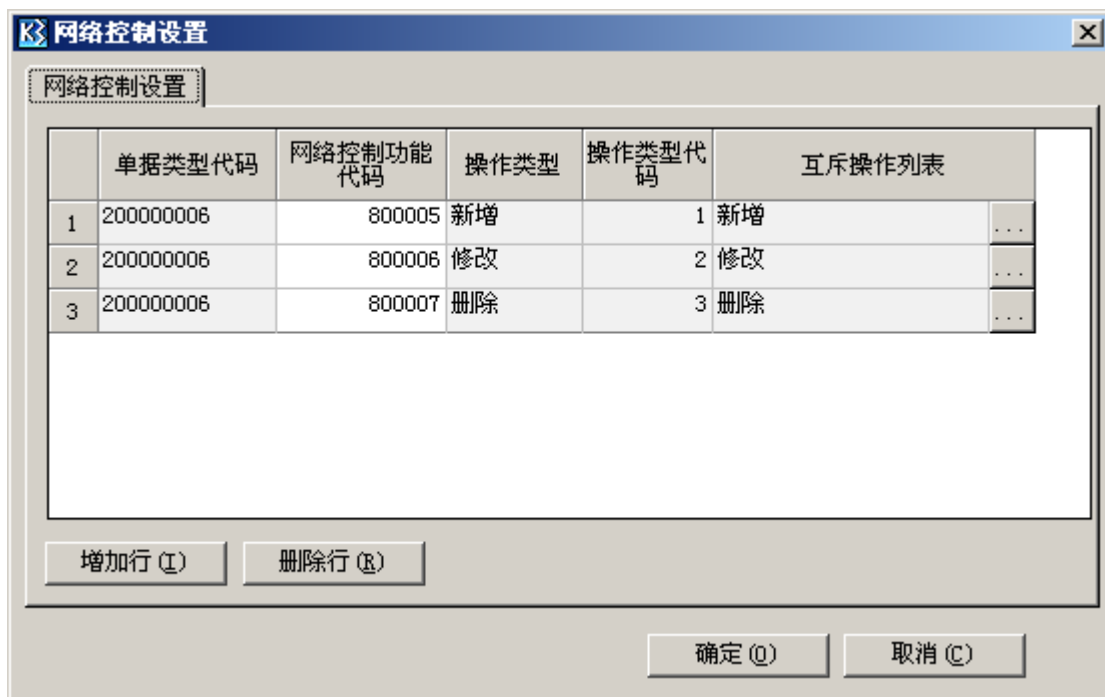 K3 网络控制设置
网络控制设置
单据类型代码 网络控制功能代码 操作类型 操作类型代码 互斥操作列表
1 200000006 800005 新增 1 新增 ...
2 200000006 800006 修改 2 修改 ...
3 200000006 800007 删除 3 删除 ...
增加行(I) 删除行(R)
确定(O) 取消(C)